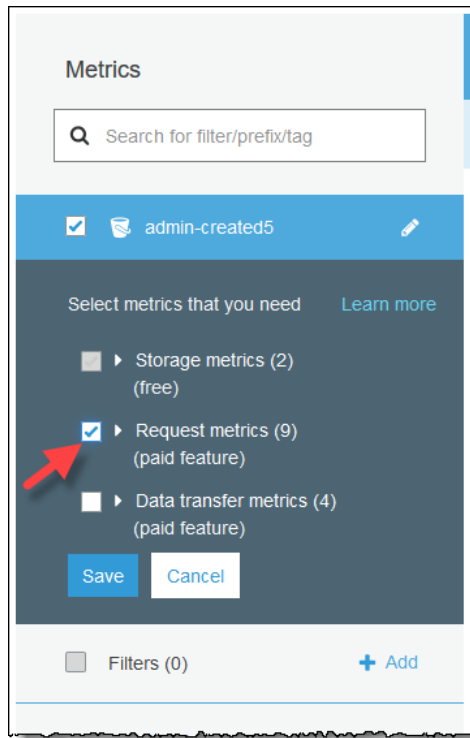 Metrics
Search for filter/prefix/tag
admin-created5
Select metrics that you need Learn more
Storage metrics (2)
(free)
Request metrics (9)
(paid feature)
Data transfer metrics (4)
(paid feature)
Save Cancel
Filters (0) Add